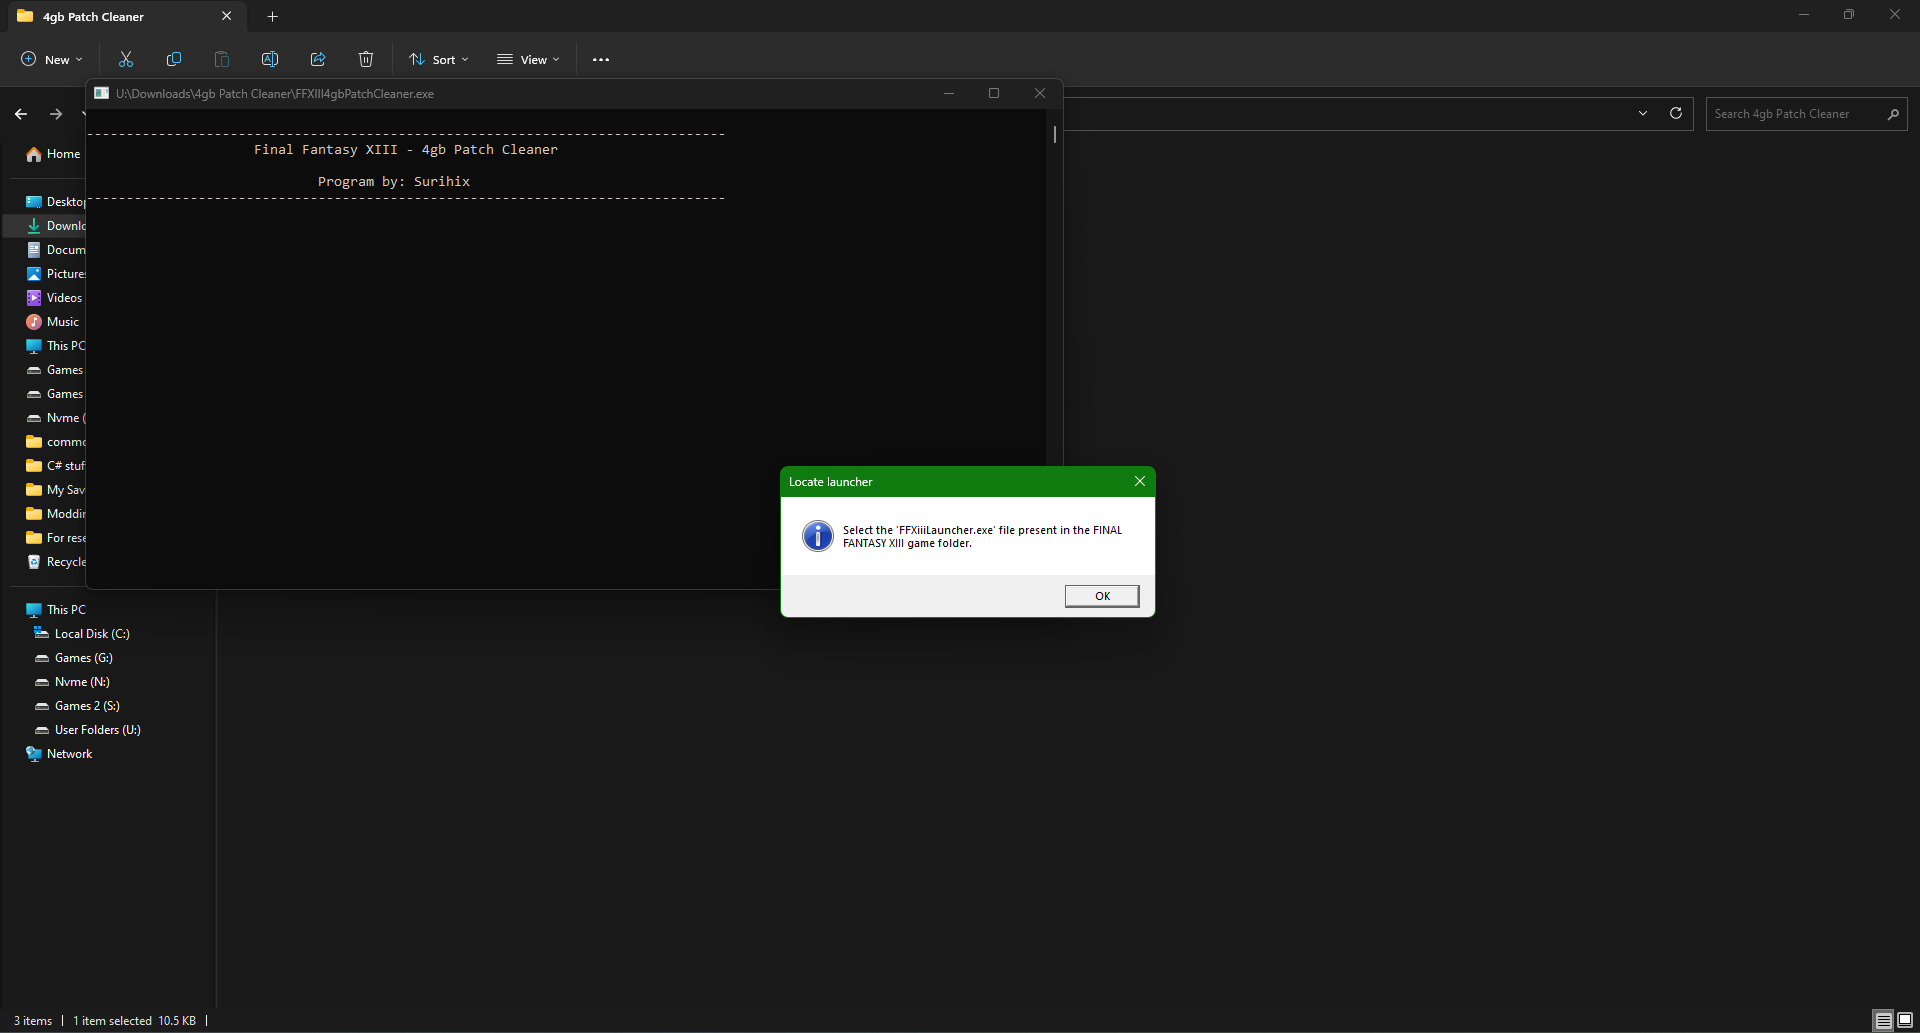 4gb Patch Cleaner
New
Sort
View
U:\Downloads\4gb Patch Cleaner\FFXIII4gbPatchCleaner.exe
Search 4gb Patch Cleaner
--------------------------------------------------------------------------------
Final Fantasy XIII - 4gb Patch Cleaner
Program by: Surihix
--------------------------------------------------------------------------------
Home
Deskto
Downlo
Docum
Pictures
Videos
Music
This PC
Games
Games
Nvme (
commo
C# stuf
My Sav
Moddin
For rese
Recycle
This PC
Local Disk (C:)
Games (G:)
Nvme (N:)
Games 2 (S:)
User Folders (U:)
Network
Locate launcher
Select the 'FFXiiiLauncher.exe' file present in the FINAL
FANTASY XIII game folder.
OK
3 items
1 item selected 10.5 KB